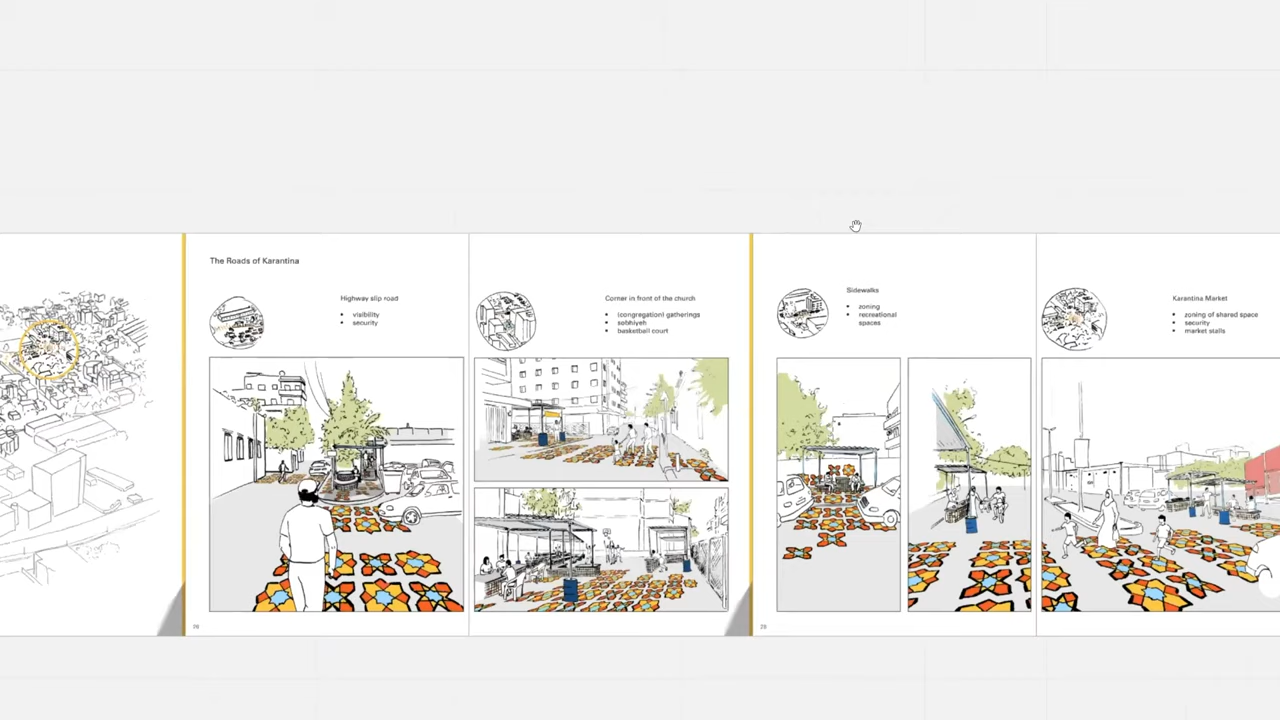 The Roads of Karantina
Highway slip road
• visibility
• security
Corner in front of the church
• (congregation) gatherings
• sobhiyeh
• basketball court
Sidewalks
• zoning
• recreational
spaces
Karantina Market
• zoning of shared space
• security
• market stalls